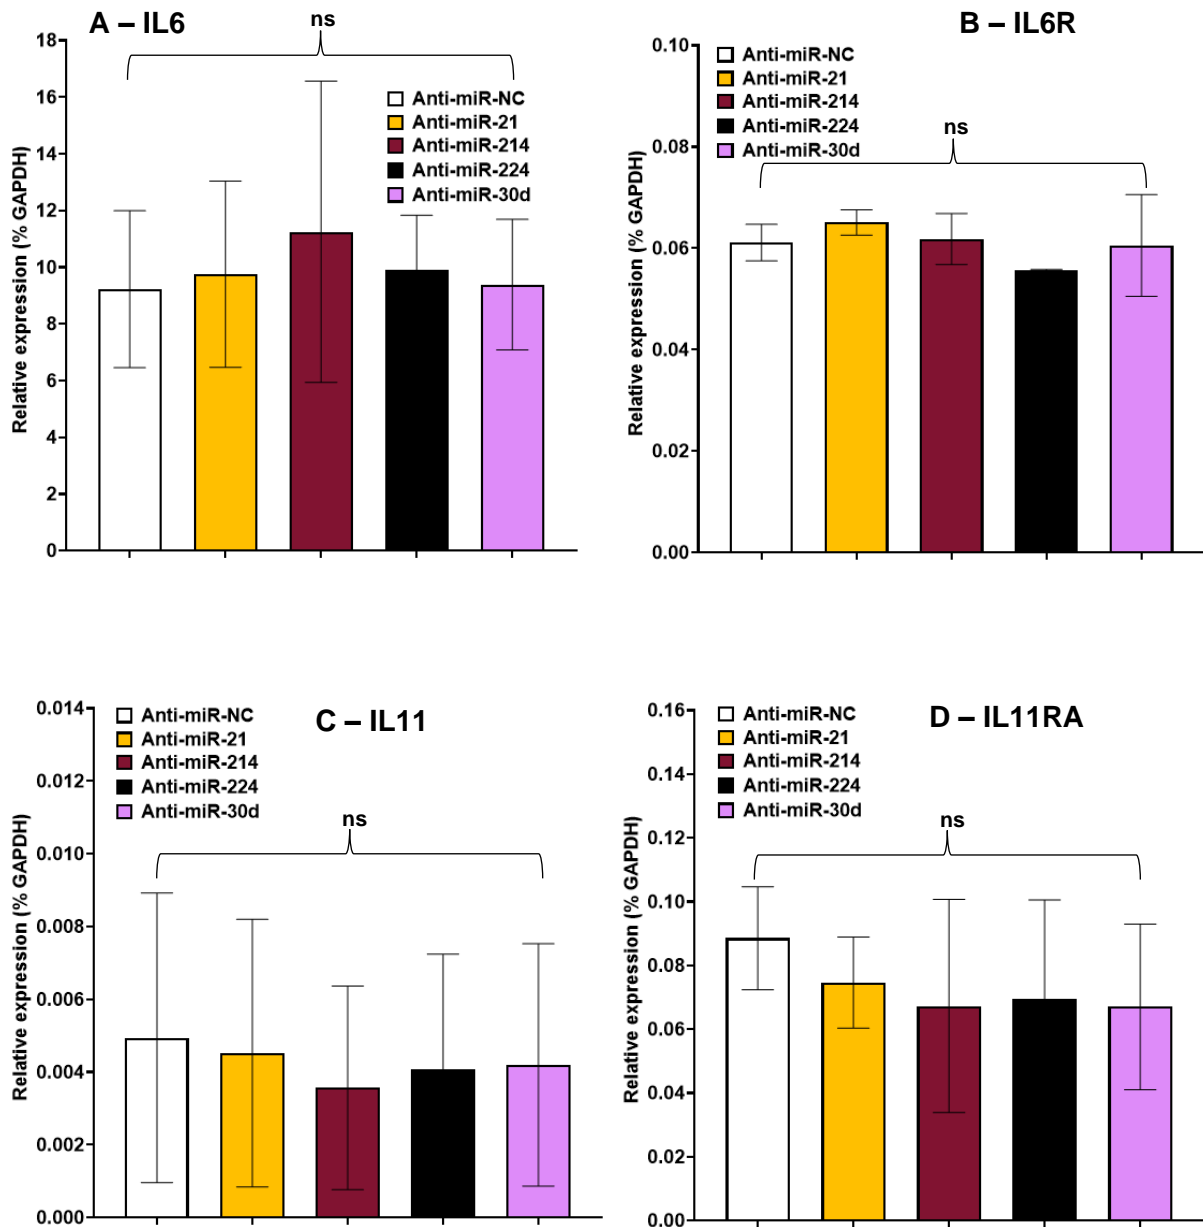 A – IL6
ns
Anti-miR-NC
Anti-miR-21
Anti-miR-214
Anti-miR-224
Anti-miR-30d
Relative expression (% GAPDH)
18
16
14
12
10
8
6
4
2
0
B – IL6R
Anti-miR-NC
Anti-miR-21
Anti-miR-214
Anti-miR-224
Anti-miR-30d
ns
Relative expression (% GAPDH)
0.10
0.08
0.06
0.04
0.02
0.00
C – IL11
Anti-miR-NC
Anti-miR-21
Anti-miR-214
Anti-miR-224
Anti-miR-30d
ns
Relative expression (% GAPDH)
0.014
0.012
0.010
0.008
0.006
0.004
0.002
0.000
D – IL11RA
Anti-miR-NC
Anti-miR-21
Anti-miR-214
Anti-miR-224
Anti-miR-30d
ns
Relative expression (% GAPDH)
0.16
0.14
0.12
0.10
0.08
0.06
0.04
0.02
0.00